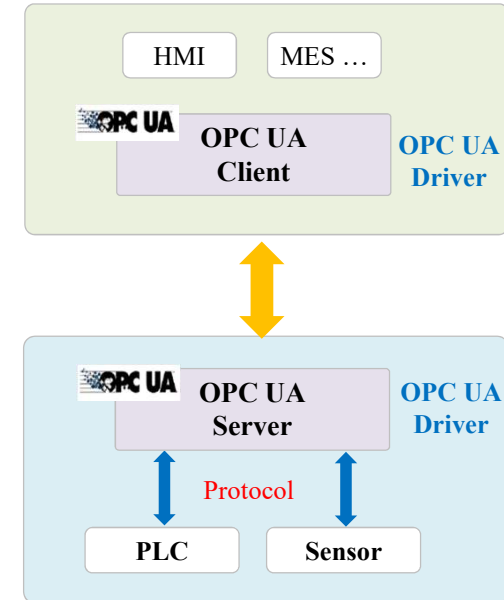 HMI
MES …
OPC UA
OPC UA
Client
OPC UA
Driver
OPC UA
OPC UA
Server
OPC UA
Driver
Protocol
PLC
Sensor